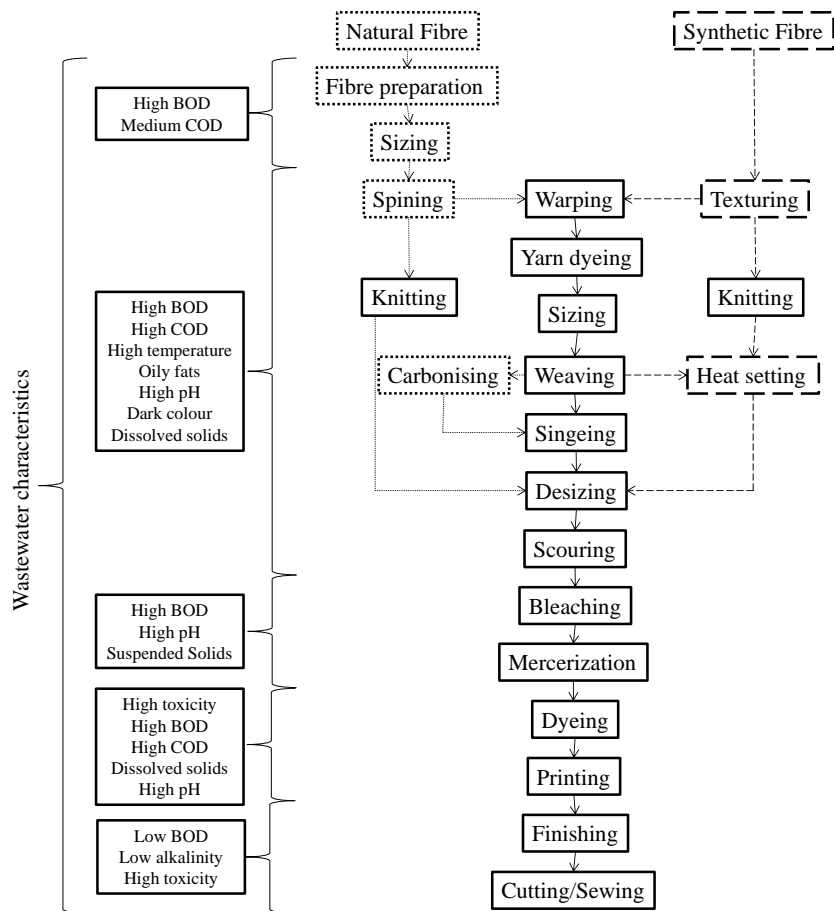 Natural Fibre
Synthetic Fibre
Fibre preparation
High BOD
Medium COD
Sizing
Spining
Warping
Texturing
Yarn dyeing
Knitting
Sizing
Knitting
High BOD
High COD
High temperature
Oily fats
High pH
Dark colour
Dissolved solids
Carbonising
Weaving
Heat setting
Singeing
Desizing
Scouring
Wastewater characteristics
Bleaching
High BOD
High pH
Suspended Solids
Mercerization
High toxicity
High BOD
High COD
Dissolved solids
High pH
Dyeing
Printing
Finishing
Low BOD
Low alkalinity
High toxicity
Cutting/Sewing